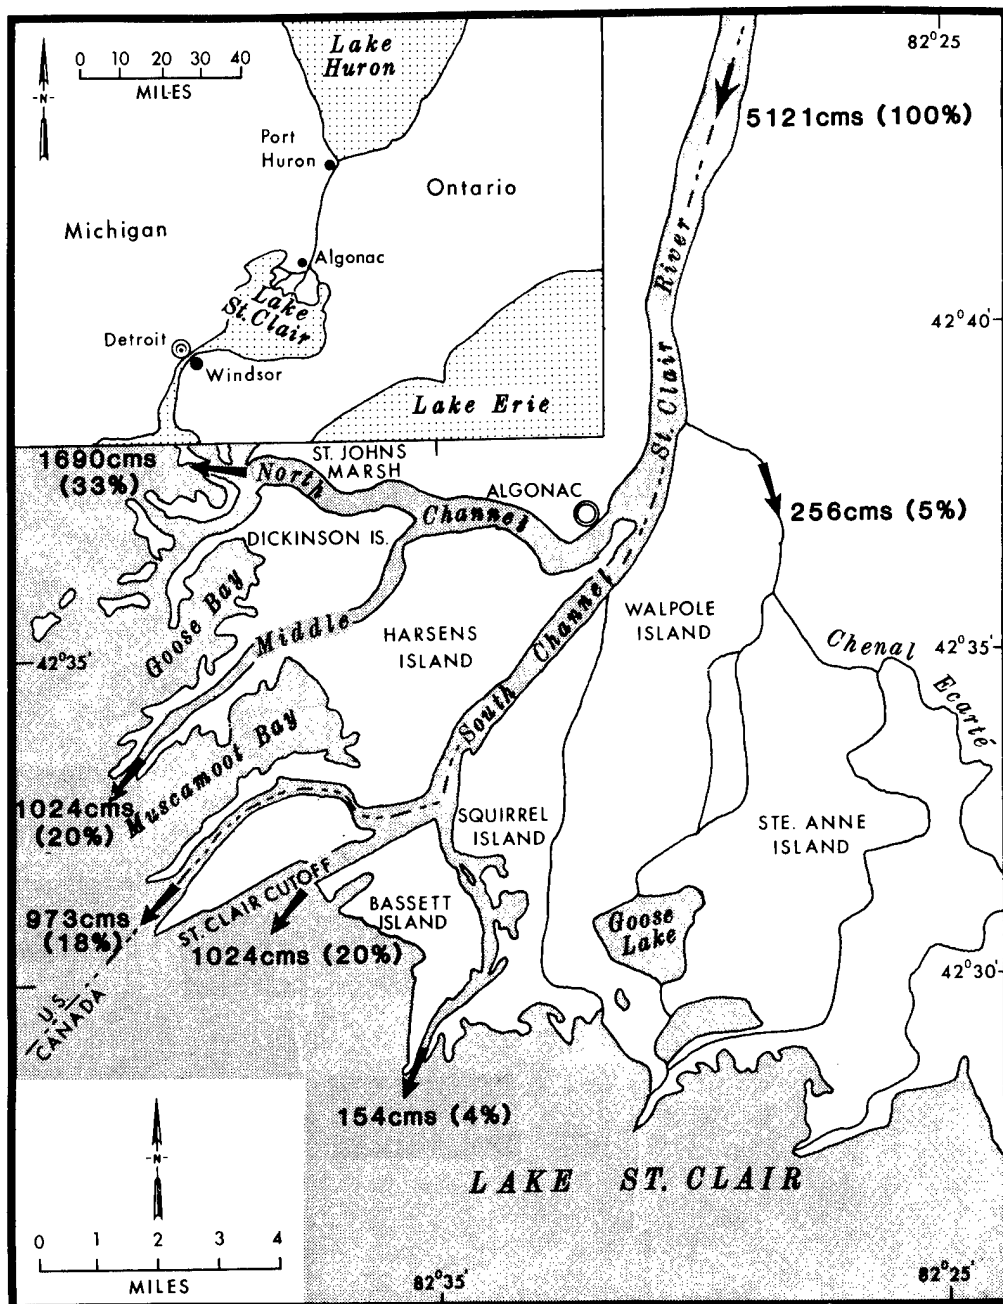 Lake
Huron
-N-
0 10 20 30 40
MILES
Port
Huron
Ontario
Michigan
Algonac
Lake
St. Clair
Detroit
Windsor
Lake Erie
82°25'
5121cms (100%)
St. Clair River
42°40'
1690cms
(33%)
North Channel
ST. JOHNS
MARSH
ALGONAC
256cms (5%)
DICKINSON IS.
Goose Bay
Middle
HARSENS
ISLAND
South Channel
WALPOLE
ISLAND
Chenal
Ecarté
42°35'
42°35'
Muscamoot Bay
1024cms
(20%)
SQUIRREL
ISLAND
STE. ANNE
ISLAND
ST. CLAIR CUTOFF
BASSETT
ISLAND
Goose
Lake
973cms
(18%)
1024cms (20%)
42°30'
US
CANADA
154cms (4%)
LAKE ST. CLAIR
-N-
0 1 2 3 4
MILES
82°35'
82°25'